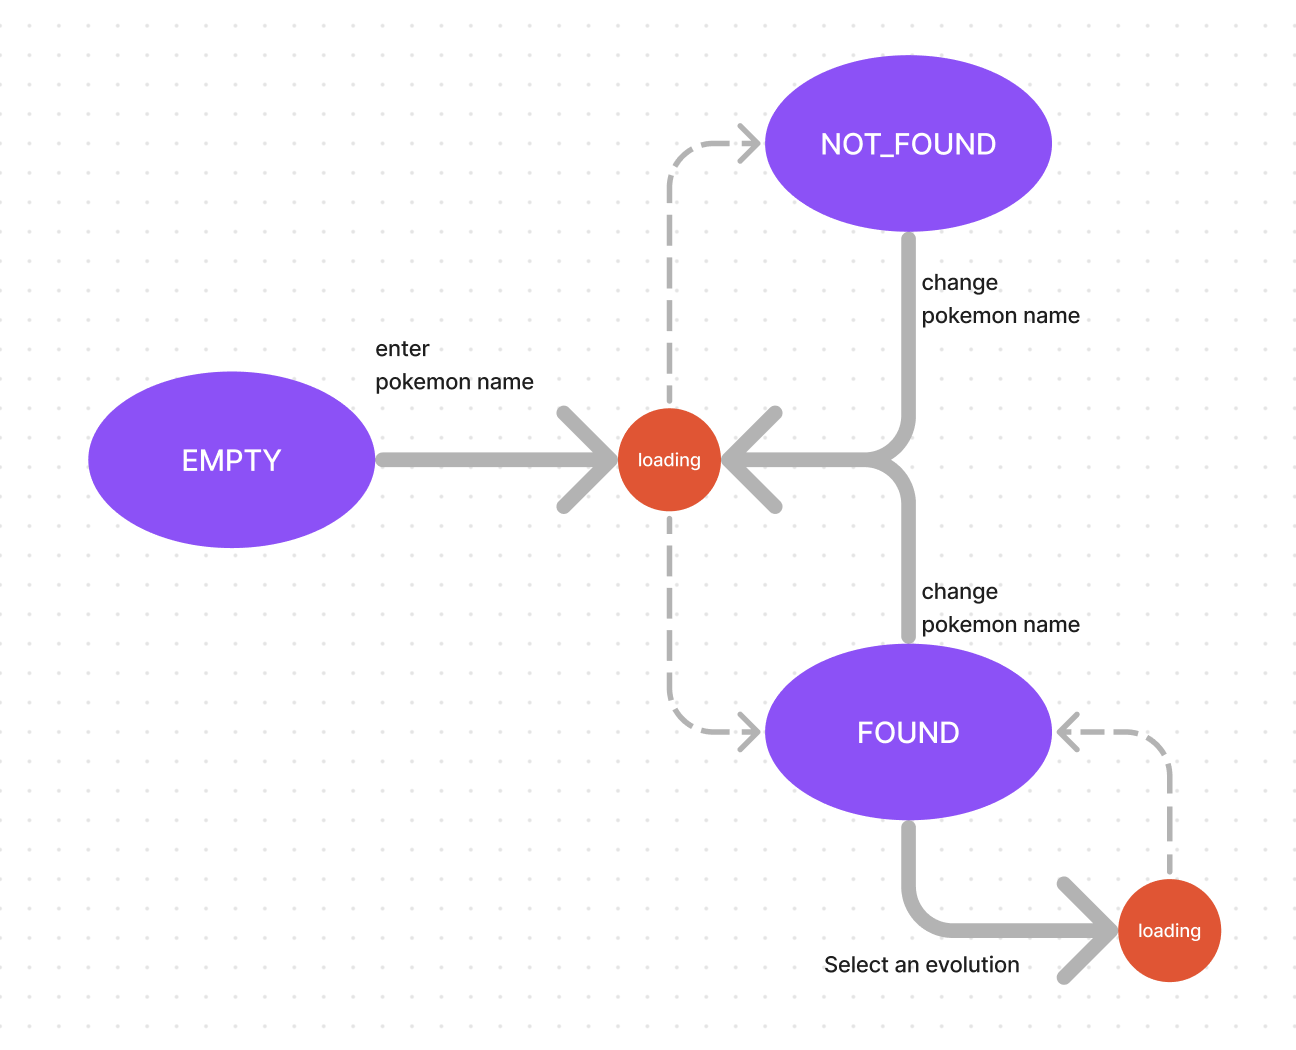 NOT_FOUND
change
pokemon name
enter
pokemon name
EMPTY
loading
change
pokemon name
FOUND
loading
Select an evolution